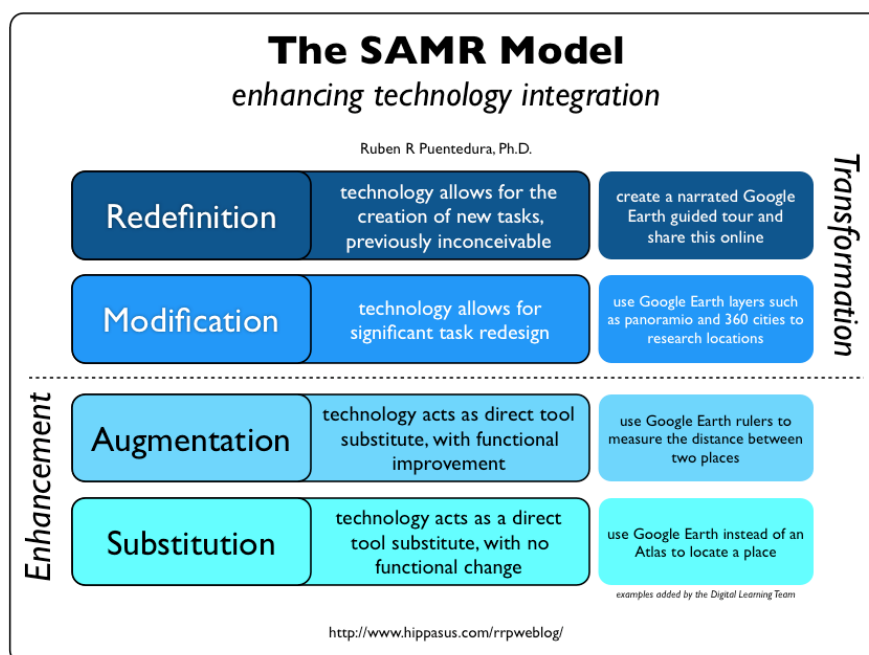 The SAMR Model
enhancing technology integration
Ruben R Puentedura, Ph.D.
Transformation
Redefinition
technology allows for the
creation of new tasks,
previously inconceivable
create a narrated Google
Earth guided tour and
share this online
Modification
technology allows for
significant task redesign
use Google Earth layers such
as panoramio and 360 cities to
research locations
Enhancement
Augmentation
technology acts as direct tool
substitute, with functional
improvement
use Google Earth rulers to
measure the distance between
two places
Substitution
technology acts as a direct
tool substitute, with no
functional change
use Google Earth instead of an
Atlas to locate a place
examples added by the Digital Learning Team
http://www.hippasus.com/rrpweblog/